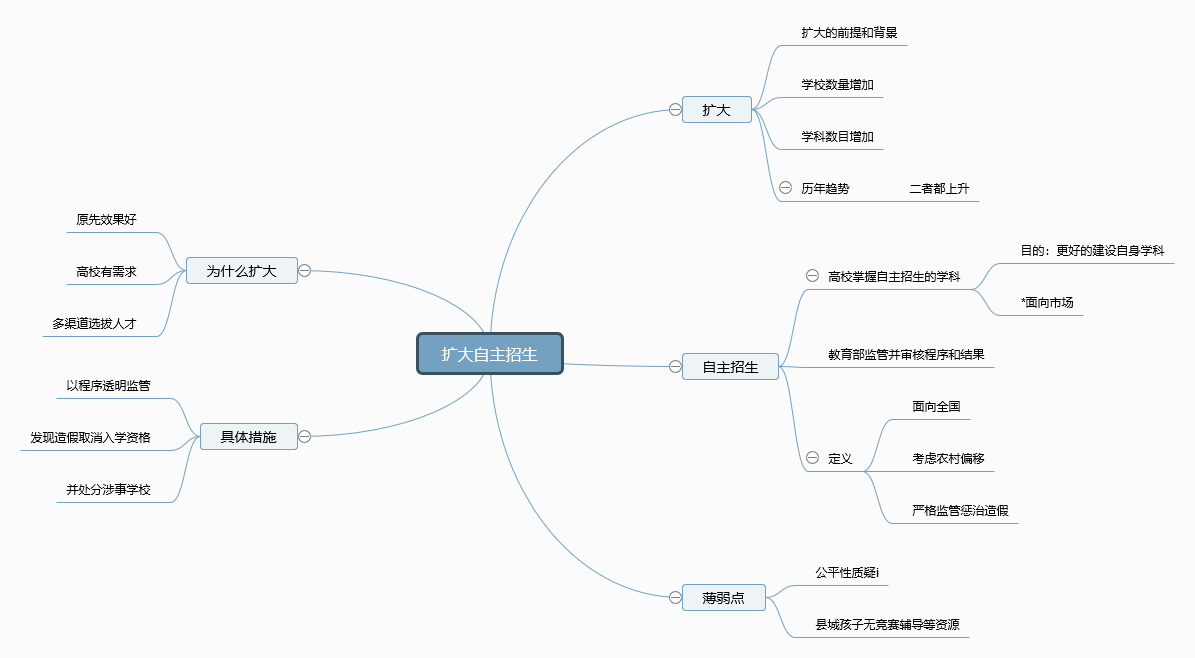 扩大自主招生
扩大
扩大的前提和背景
学校数量增加
学科数目增加
历年趋势
二者都上升
自主招生
高校掌握自主招生的学科
目的：更好的建设自身学科
*面向市场
教育部监管并审核程序和结果
定义
面向全国
考虑农村偏移
严格监管惩治造假
薄弱点
公平性质疑i
县城孩子无竞赛辅导等资源
为什么扩大
原先效果好
高校有需求
多渠道选拔人才
具体措施
以程序透明监管
发现造假取消入学资格
并处分涉事学校